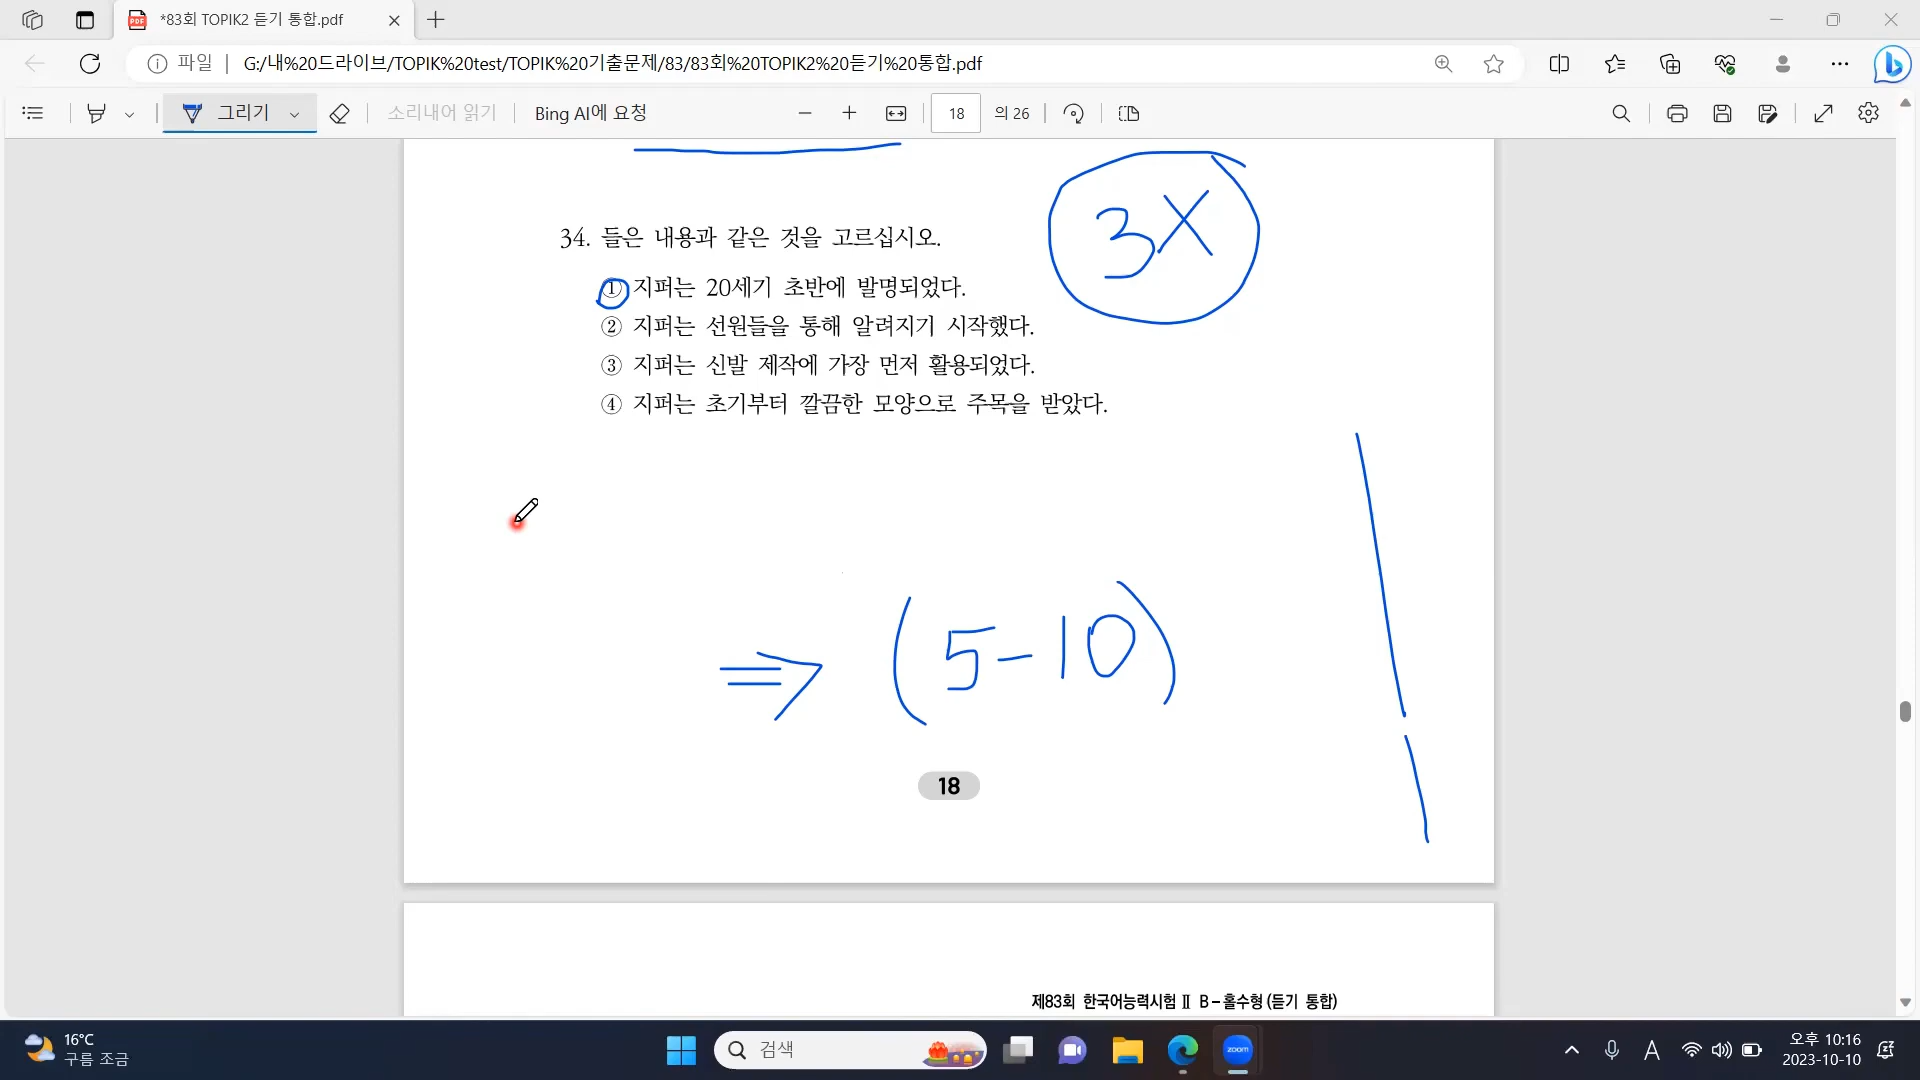 *83회 TOPIK2 듣기 통합.pdf
파일 | G:/내%20드라이브/TOPIK%20test/TOPIK%20기출문제/83/83회%20TOPIK2%20듣기%20통합.pdf
그리기 소리내어 읽기 Bing AI에 요청 18 의 26
3X
34. 들은 내용과 같은 것을 고르십시오.
① 지퍼는 20세기 초반에 발명되었다.
② 지퍼는 선원들을 통해 알려지기 시작했다.
③ 지퍼는 신발 제작에 가장 먼저 활용되었다.
④ 지퍼는 초기부터 깔끔한 모양으로 주목을 받았다.
⇒ (5-10)
18
제83회 한국어능력시험 Ⅱ B-홀수형 (듣기 통합)
16°C
구름 조금
검색
zoom
A
오후 10:16
2023-10-10